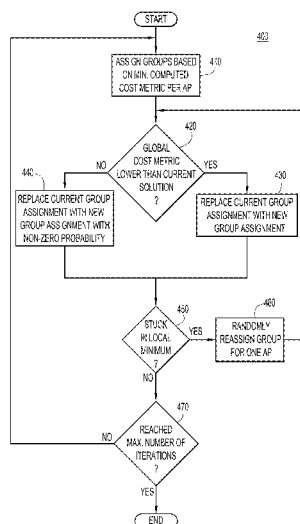 START
400
ASSIGN GROUPS BASED
ON MIN. COMPUTED
COST METRIC PER AP
410
420
GLOBAL
COST METRIC
LOWER THAN CURRENT
SOLUTION
?
NO
YES
440
REPLACE CURRENT GROUP
ASSIGNMENT WITH NEW
GROUP ASSIGNMENT WITH
NON-ZERO PROBABILITY
430
REPLACE CURRENT GROUP
ASSIGNMENT WITH NEW
GROUP ASSIGNMENT
450
STUCK
IN LOCAL
MINIMUM
?
YES
NO
460
RANDOMLY
REASSIGN GROUP
FOR ONE AP
470
REACHED
MAX. NUMBER OF
ITERATIONS
?
NO
YES
END